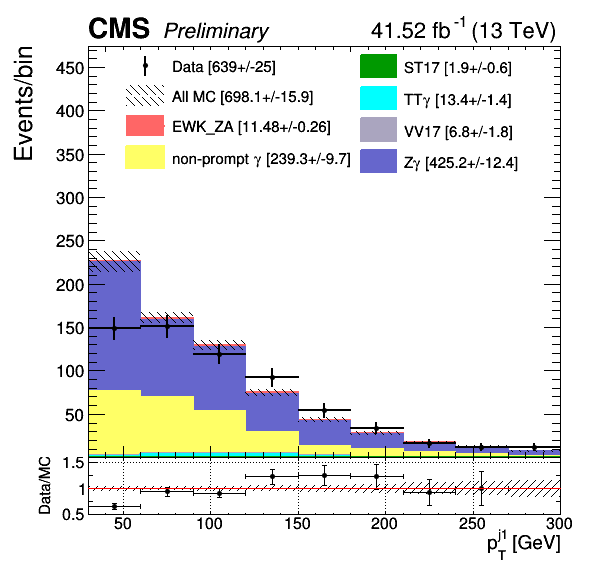 CMS Preliminary 41.52 fb⁻¹ (13 TeV)
Events/bin
450
400
350
300
250
200
150
100
50
Data [639+/-25]
All MC [698.1+/-15.9]
EWK_ZA [11.48+/-0.26]
non-prompt γ [239.3+/-9.7]
ST17 [1.9+/-0.6]
TTγ [13.4+/-1.4]
VV17 [6.8+/-1.8]
Zγ [425.2+/-12.4]
Data/MC
1.5
1
0.5
50 100 150 200 250 300
p_T^j1 [GeV]